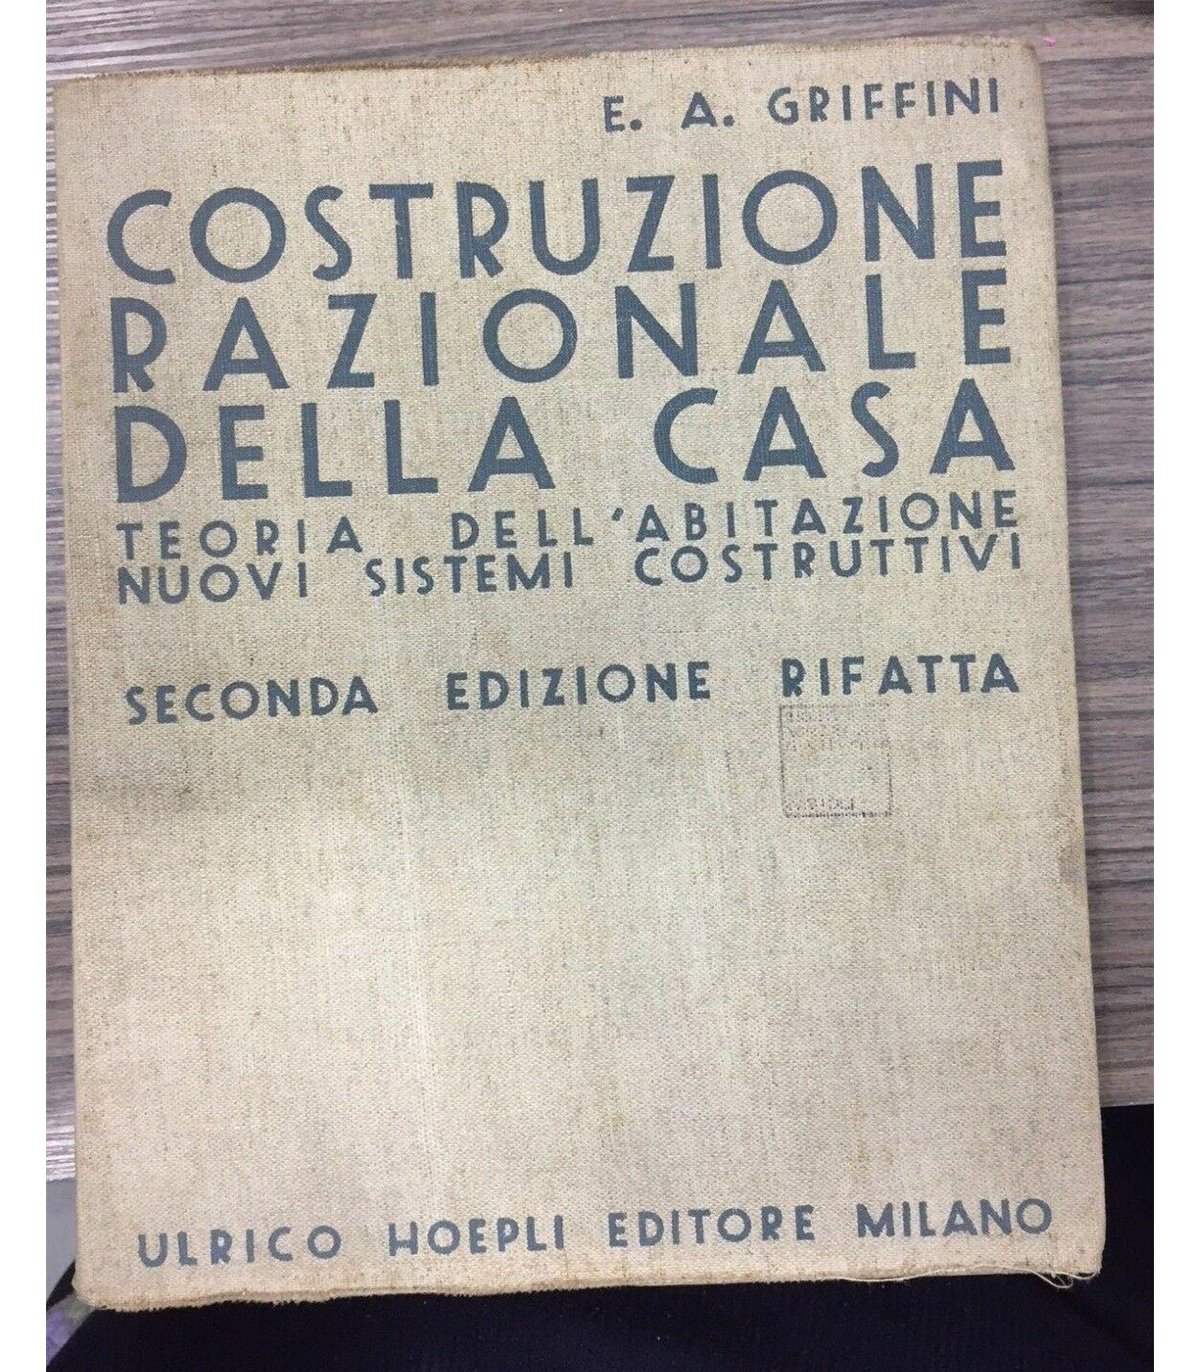 E. A. GRIFFINI
COSTRUZIONE
RAZIONALE
DELLA CASA
TEORIA DELL'ABITAZIONE
NUOVI SISTEMI COSTRUTTIVI
SECONDA EDIZIONE RIFATTA
ULRICO HOEPLI EDITORE MILANO